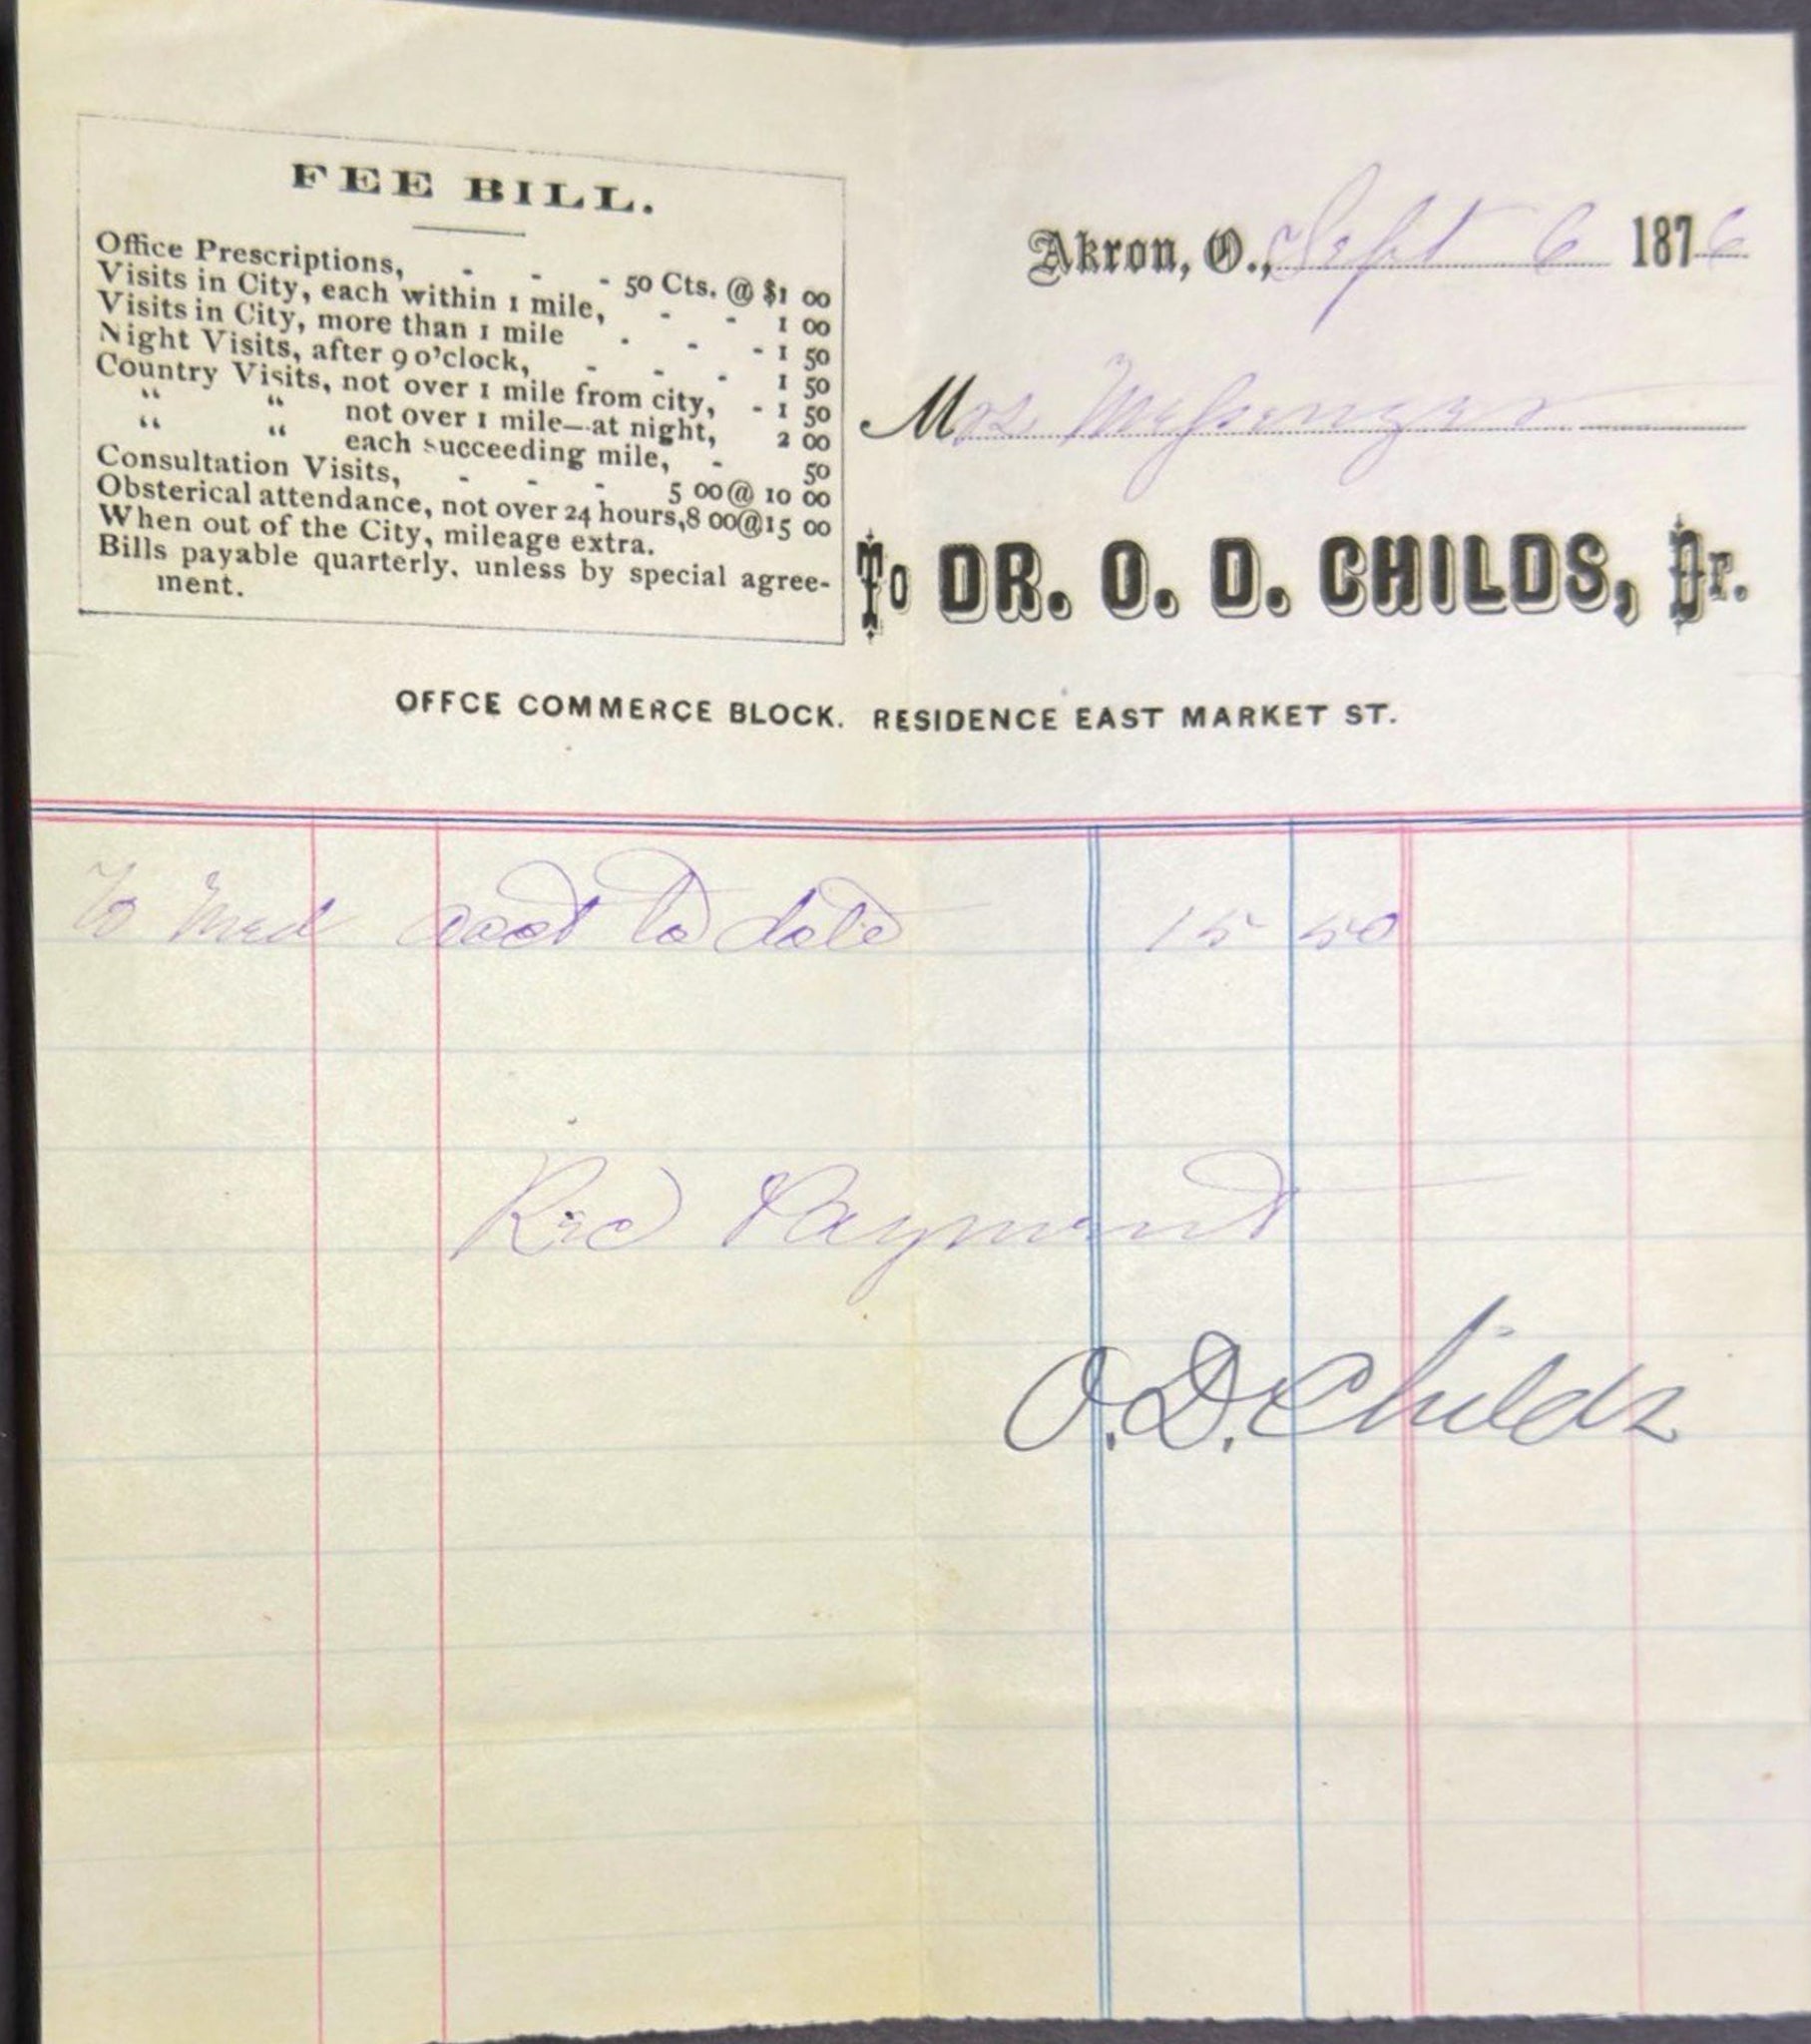 FEE BILL.
Office Prescriptions, - - - 50 Cts. @ $1 00
Visits in City, each within 1 mile, - - 1 00
Visits in City, more than 1 mile - - - 1 50
Night Visits, after 9 o'clock, - - - 1 50
Country Visits, not over 1 mile from city, - 1 50
“ “ not over 1 mile—at night, 2 00
“ “ each succeeding mile, - 50
Consultation Visits, - - - 5 00 @ 10 00
Obsterical attendance, not over 24 hours, 8 00@15 00
When out of the City, mileage extra.
Bills payable quarterly, unless by special agree-
ment.
Akron, O., Sept 6 1876
Mrs. Messenger
To DR. O. D. CHILDS, Dr.
OFFCE COMMERCE BLOCK. RESIDENCE EAST MARKET ST.
To Med acct to date 15 50
Rec Payment
O. D. Childs